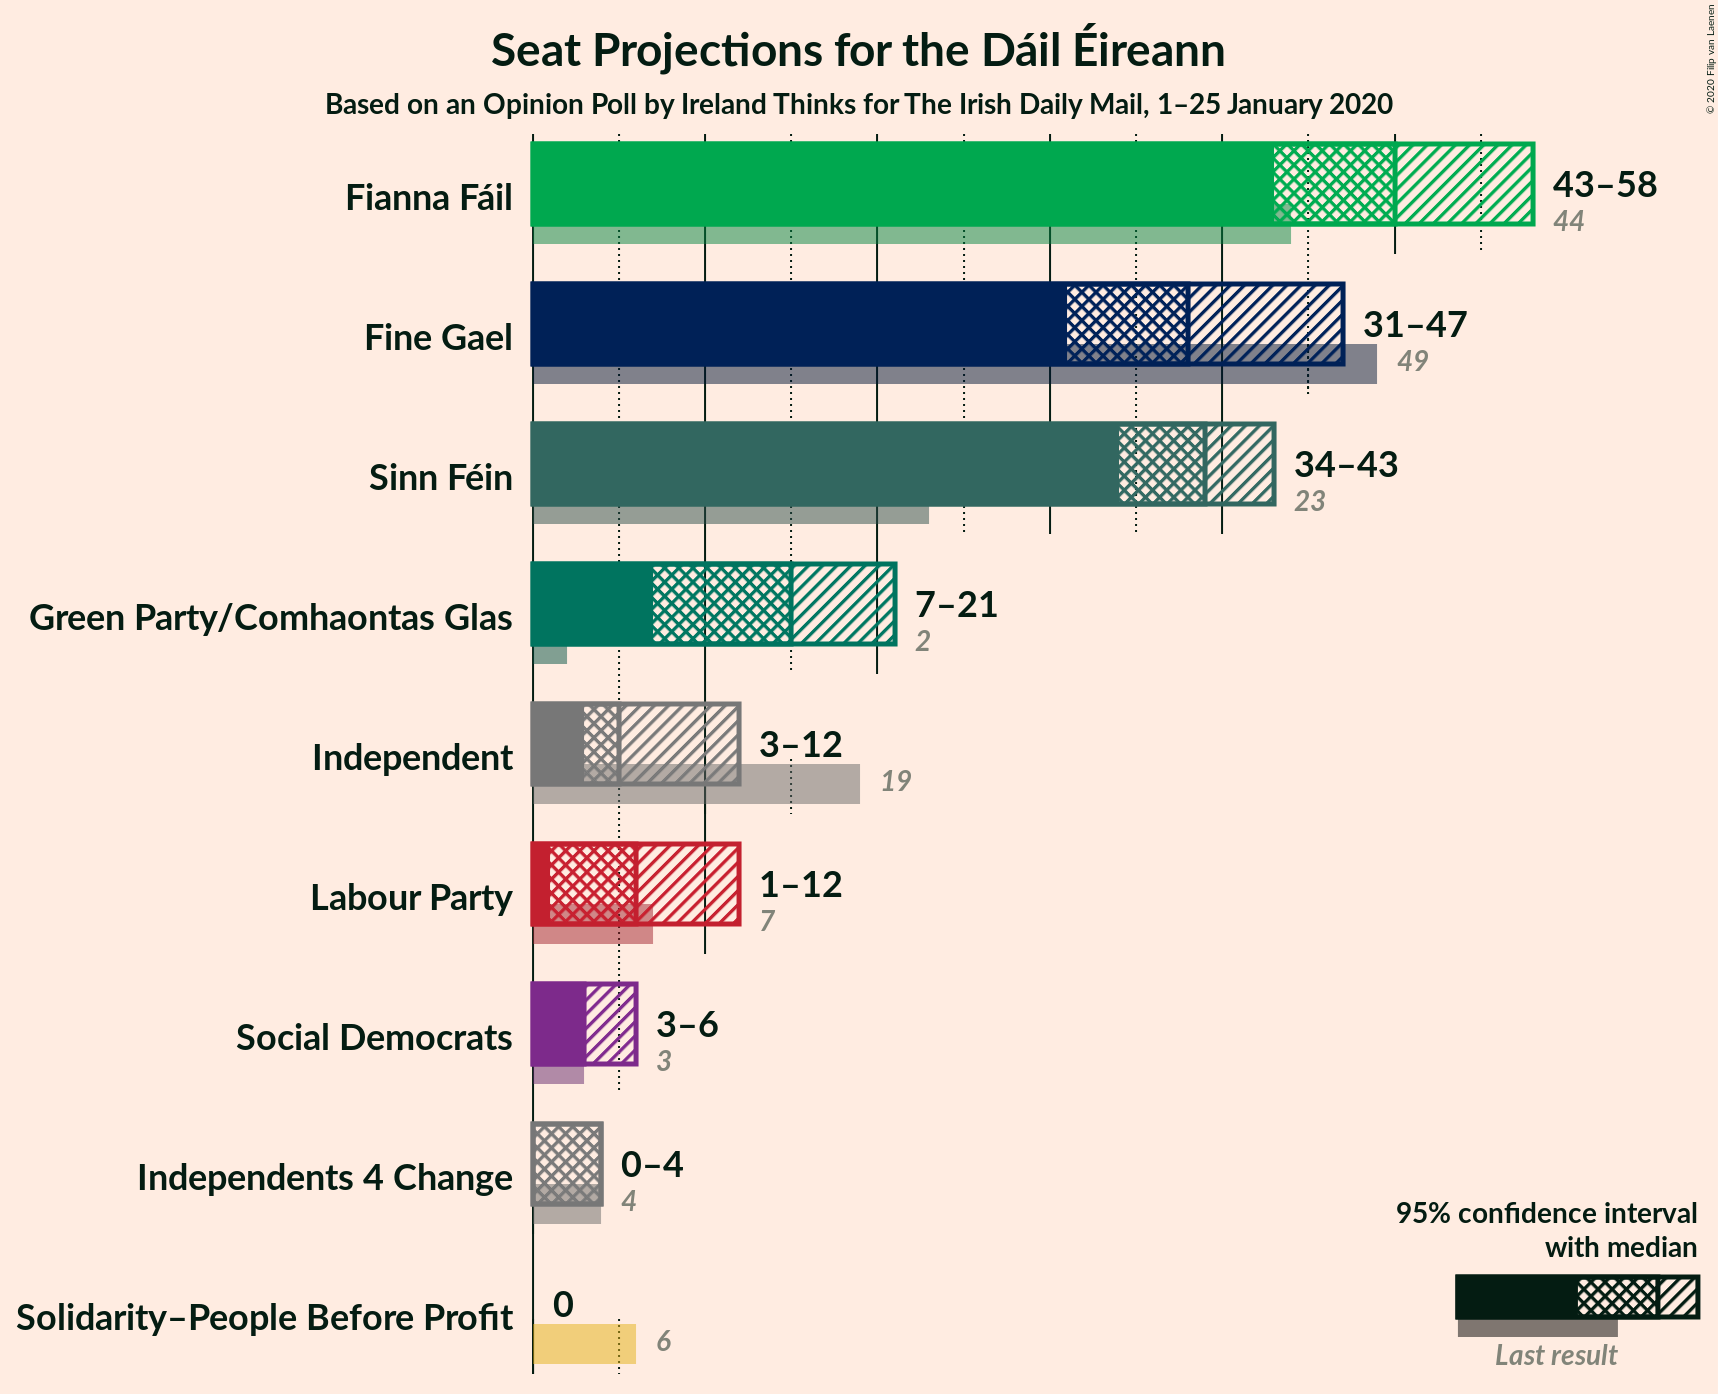 Seat Projections for the Dáil Éireann
Based on an Opinion Poll by Ireland Thinks for The Irish Daily Mail, 1–25 January 2020
© 2020 Filip van Laenen
Fianna Fáil
43–58
44
Fine Gael
31–47
49
Sinn Féin
34–43
23
Green Party/Comhaontas Glas
7–21
2
Independent
3–12
19
Labour Party
1–12
7
Social Democrats
3–6
3
Independents 4 Change
0–4
4
Solidarity–People Before Profit
0
6
95% confidence interval
with median
Last result